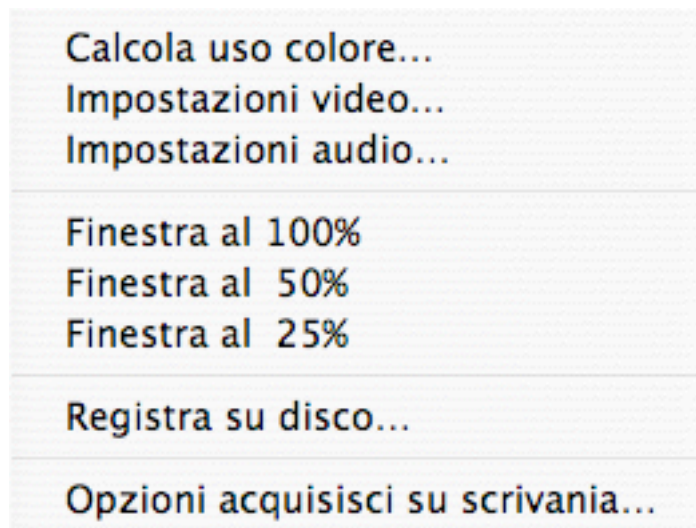 Calcola uso colore...
Impostazioni video...
Impostazioni audio...
Finestra al 100%
Finestra al  50%
Finestra al  25%
Registra su disco...
Opzioni acquisisci su scrivania...